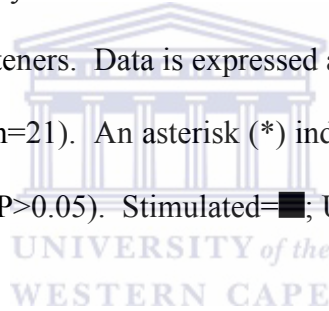 teners. Data is expressed a
n=21). An asterisk (*) ind
P>0.05). Stimulated=■; U
UNIVERSITY of the
WESTERN CAPE